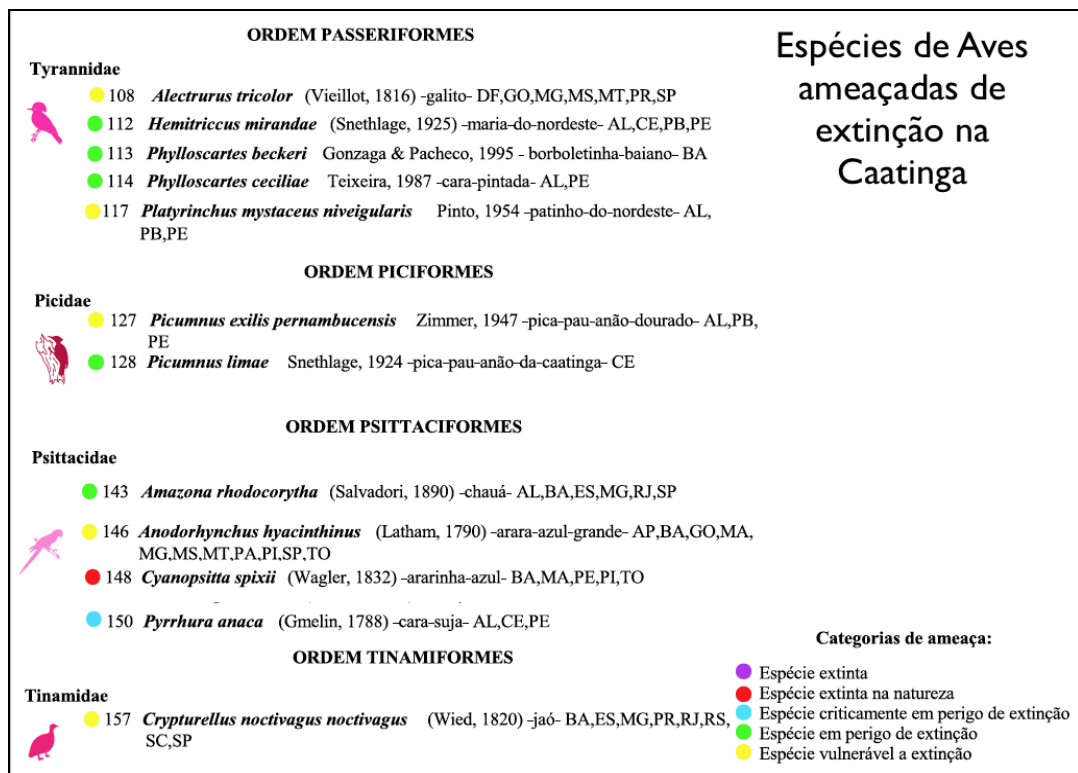 ORDEM PASSERIFORMES
Espécies de Aves
ameaçadas de
extinção na
Caatinga
Tyrannidae
108 Alectrurus tricolor (Vieillot, 1816) -galito- DF,GO,MG,MS,MT,PR,SP
112 Hemitriccus mirandae (Snethlage, 1925) -maria-do-nordeste- AL,CE,PB,PE
113 Phylloscartes beckeri Gonzaga & Pacheco, 1995 - borboletinha-baiano- BA
114 Phylloscartes ceciliae Teixeira, 1987 -cara-pintada- AL,PE
117 Platyrinchus mystaceus niveigularis Pinto, 1954 -patinho-do-nordeste- AL,
PB,PE
ORDEM PICIFORMES
Picidae
127 Picumnus exilis pernambucensis Zimmer, 1947 -pica-pau-anão-dourado- AL,PB,
PE
128 Picumnus limae Snethlage, 1924 -pica-pau-anão-da-caatinga- CE
ORDEM PSITTACIFORMES
Psittacidae
143 Amazona rhodocorytha (Salvadori, 1890) -chauá- AL,BA,ES,MG,RJ,SP
146 Anodorhynchus hyacinthinus (Latham, 1790) -arara-azul-grande- AP,BA,GO,MA,
MG,MS,MT,PA,PI,SP,TO
148 Cyanopsitta spixii (Wagler, 1832) -ararinha-azul- BA,MA,PE,PI,TO
150 Pyrrhura anaca (Gmelin, 1788) -cara-suja- AL,CE,PE
ORDEM TINAMIFORMES
Tinamidae
157 Crypturellus noctivagus noctivagus (Wied, 1820) -jaó- BA,ES,MG,PR,RJ,RS,
SC,SP
Categorias de ameaça:
Espécie extinta
Espécie extinta na natureza
Espécie criticamente em perigo de extinção
Espécie em perigo de extinção
Espécie vulnerável a extinção